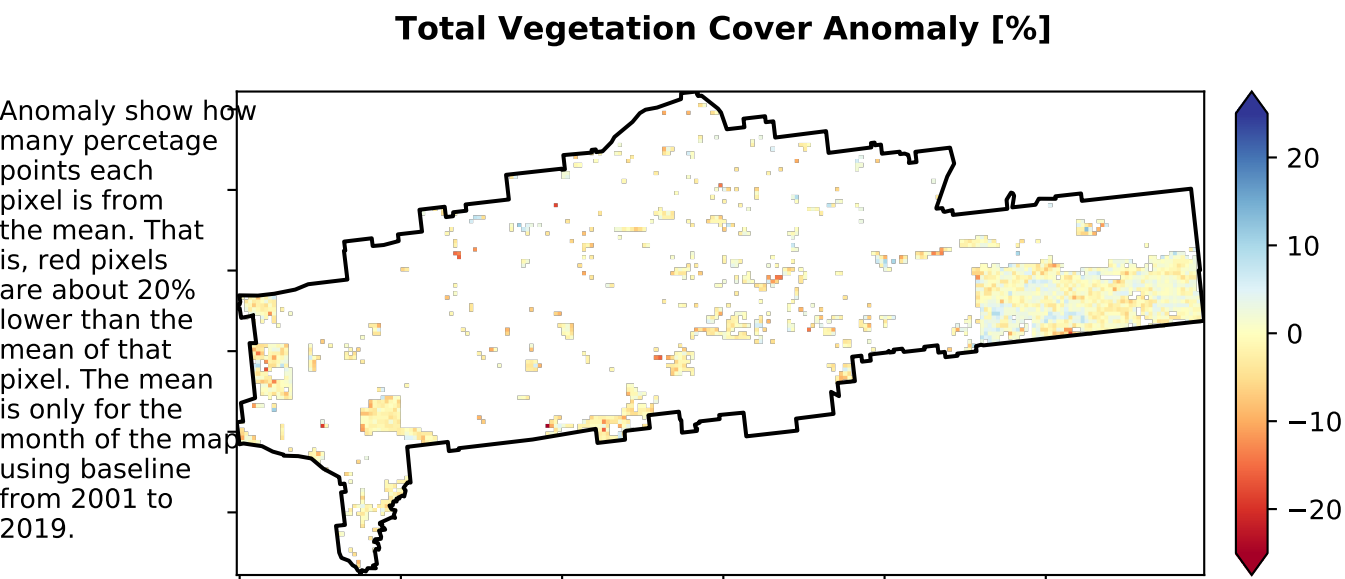 Total Vegetation Cover Anomaly [%]
Anomaly show how
many percetage
points each
pixel is from
the mean. That
is, red pixels
are about 20%
lower than the
mean of that
pixel. The mean
is only for the
month of the map
using baseline
from 2001 to
2019.
20
10
0
−10
−20